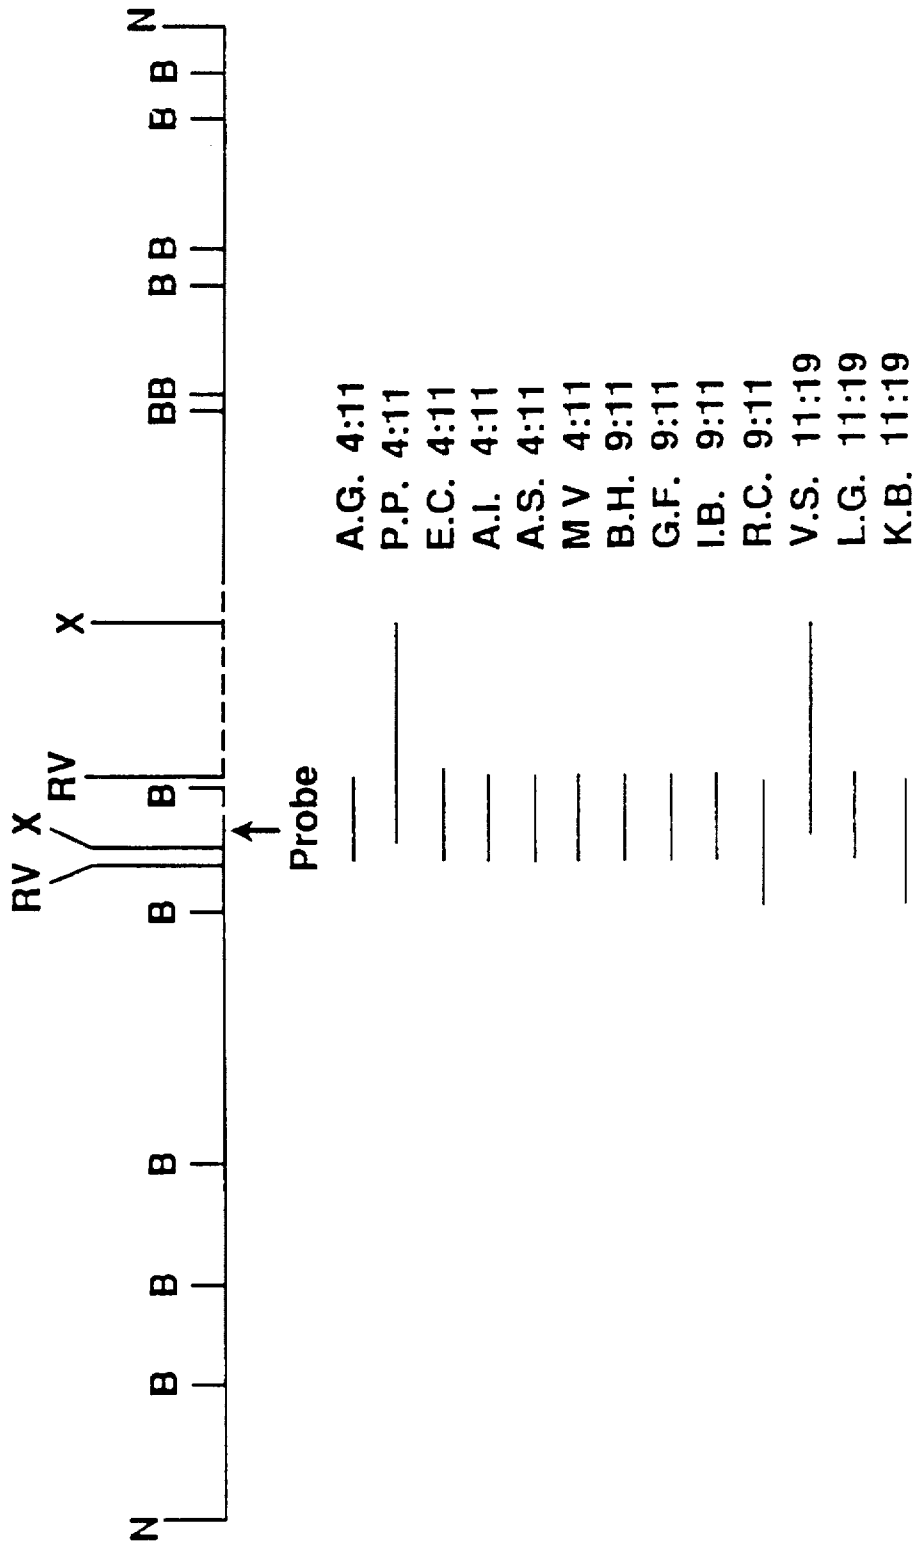 RV X
RV X
N B B B B B BB B B B B N
Probe
A.G. 4:11
P.P. 4:11
E.C. 4:11
A.I. 4:11
A.S. 4:11
M V 4:11
B.H. 9:11
G.F. 9:11
I.B. 9:11
R.C. 9:11
V.S. 11:19
L.G. 11:19
K.B. 11:19